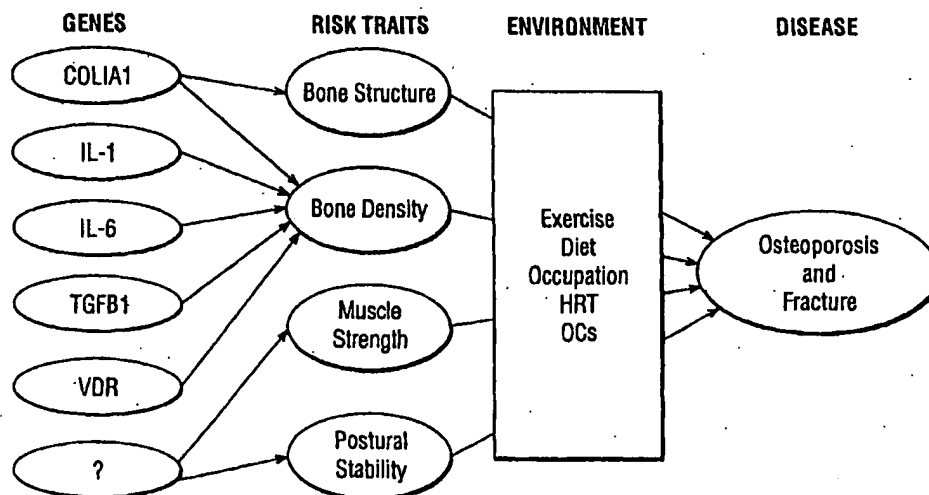 GENES
RISK TRAITS
ENVIRONMENT
DISEASE
COLIA1
IL-1
IL-6
TGFB1
VDR
?
Bone Structure
Bone Density
Muscle
Strength
Postural
Stability
Exercise
Diet
Occupation
HRT
OCs
Osteoporosis
and
Fracture